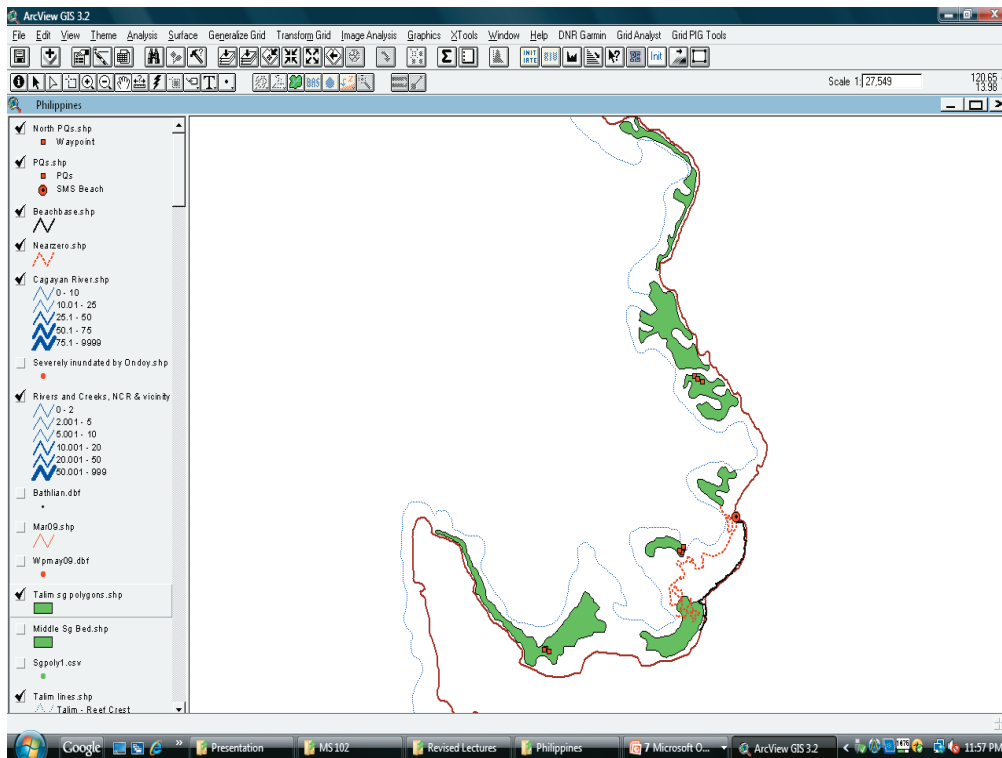 ArcView GIS 3.2
File Edit View Theme Analysis Surface Generalize Grid Transform Grid Image Analysis Graphics XTools Window Help DNR Garmin Grid Analyst Grid PIG Tools
Scale 1: 27,549
120.65
13.98
Philippines
North PQs.shp
Waypoint
PQs.shp
PQs
SMS Beach
Beachbase.shp
Nearzero.shp
Cagayan River.shp
0 - 10
10.01 - 25
25.1 - 50
50.1 - 75
75.1 - 9999
Severely inundated by Ondoy.shp
Rivers and Creeks, NCR & vicinity
0 - 2
2.001 - 5
5.001 - 10
10.001 - 20
20.001 - 50
50.001 - 999
Bathlian.dbf
Mar09.shp
Wpmay09.dbf
Talim sg polygons.shp
Middle Sg Bed.shp
Sgpoly1.csv
Talim lines.shp
Talim - Reef Crest
Google » Presentation MS 102 Revised Lectures Philippines 7 Microsoft O... ArcView GIS 3.2 11:57 PM